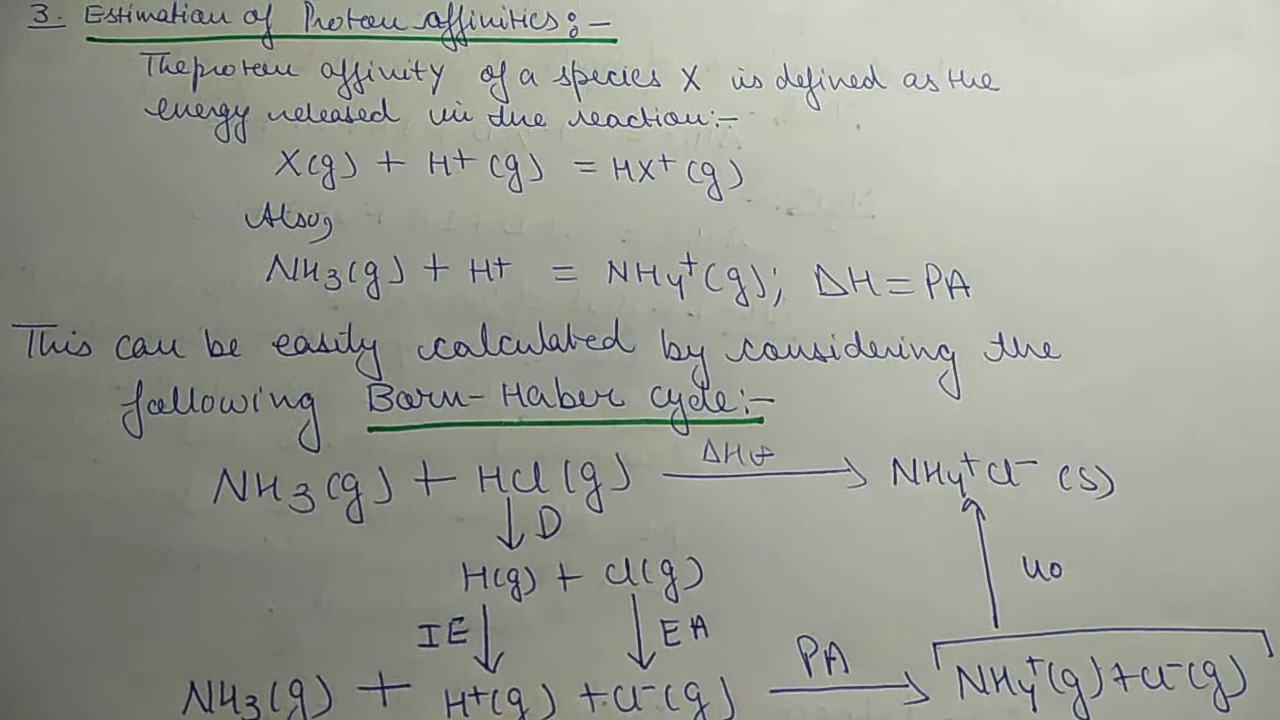 3. Estimation of Proton affinities:-
The proton affinity of a species X is defined as the
energy released in the reaction:-
X(g) + H+ (g) = HX+ (g)
Also,
NH3(g) + H+ = NH4+(g); ΔH = PA
This can be easily calculated by considering the
following Born-Haber cycle:-
ΔHf
NH3(g) + HCl(g) → NH4+Cl- (s)
↓ D
H(g) + Cl(g)
U0
IE ↓ ↓ EA
PA
NH3(g) + H+(g) + Cl-(g) → NH4+(g) + Cl-(g)